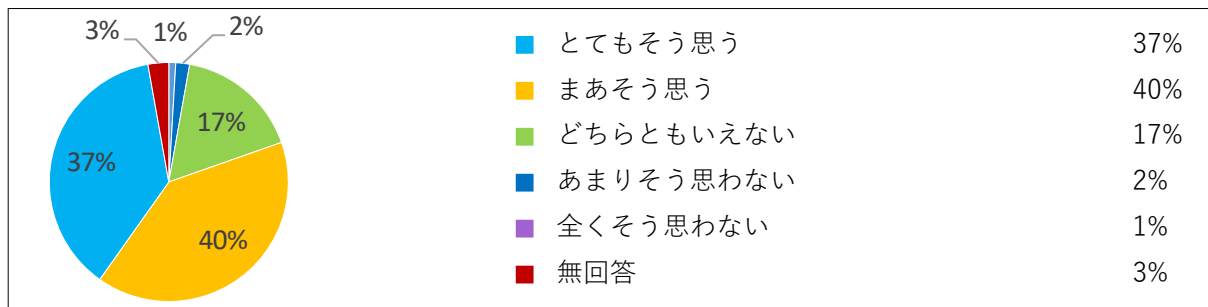 3% 1% 2%
17%
37%
40%
とてもそう思う 37%
まあそう思う 40%
どちらともいえない 17%
あまりそう思わない 2%
全くそう思わない 1%
無回答 3%